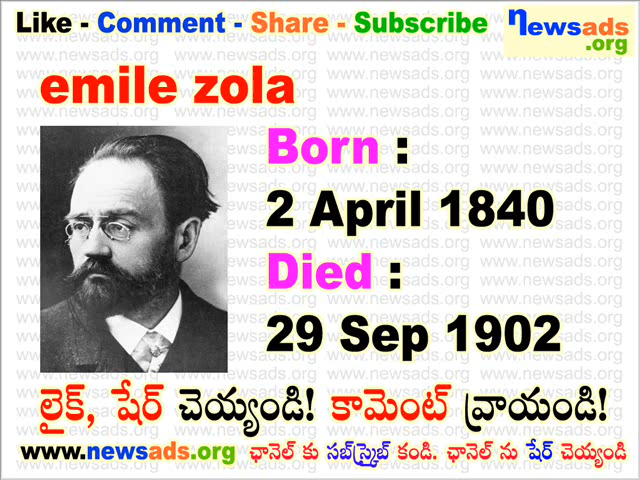 Like - Comment - Share - Subscribe
newsads
.org
emile zola
Born :
2 April 1840
Died :
29 Sep 1902
లైక్, షేర్ చెయ్యండి! కామెంట్ వ్రాయండి!
www.newsads.org ఛానెల్ కు సబ్‌స్క్రైబ్ కండి. ఛానెల్ ను షేర్ చెయ్యండి